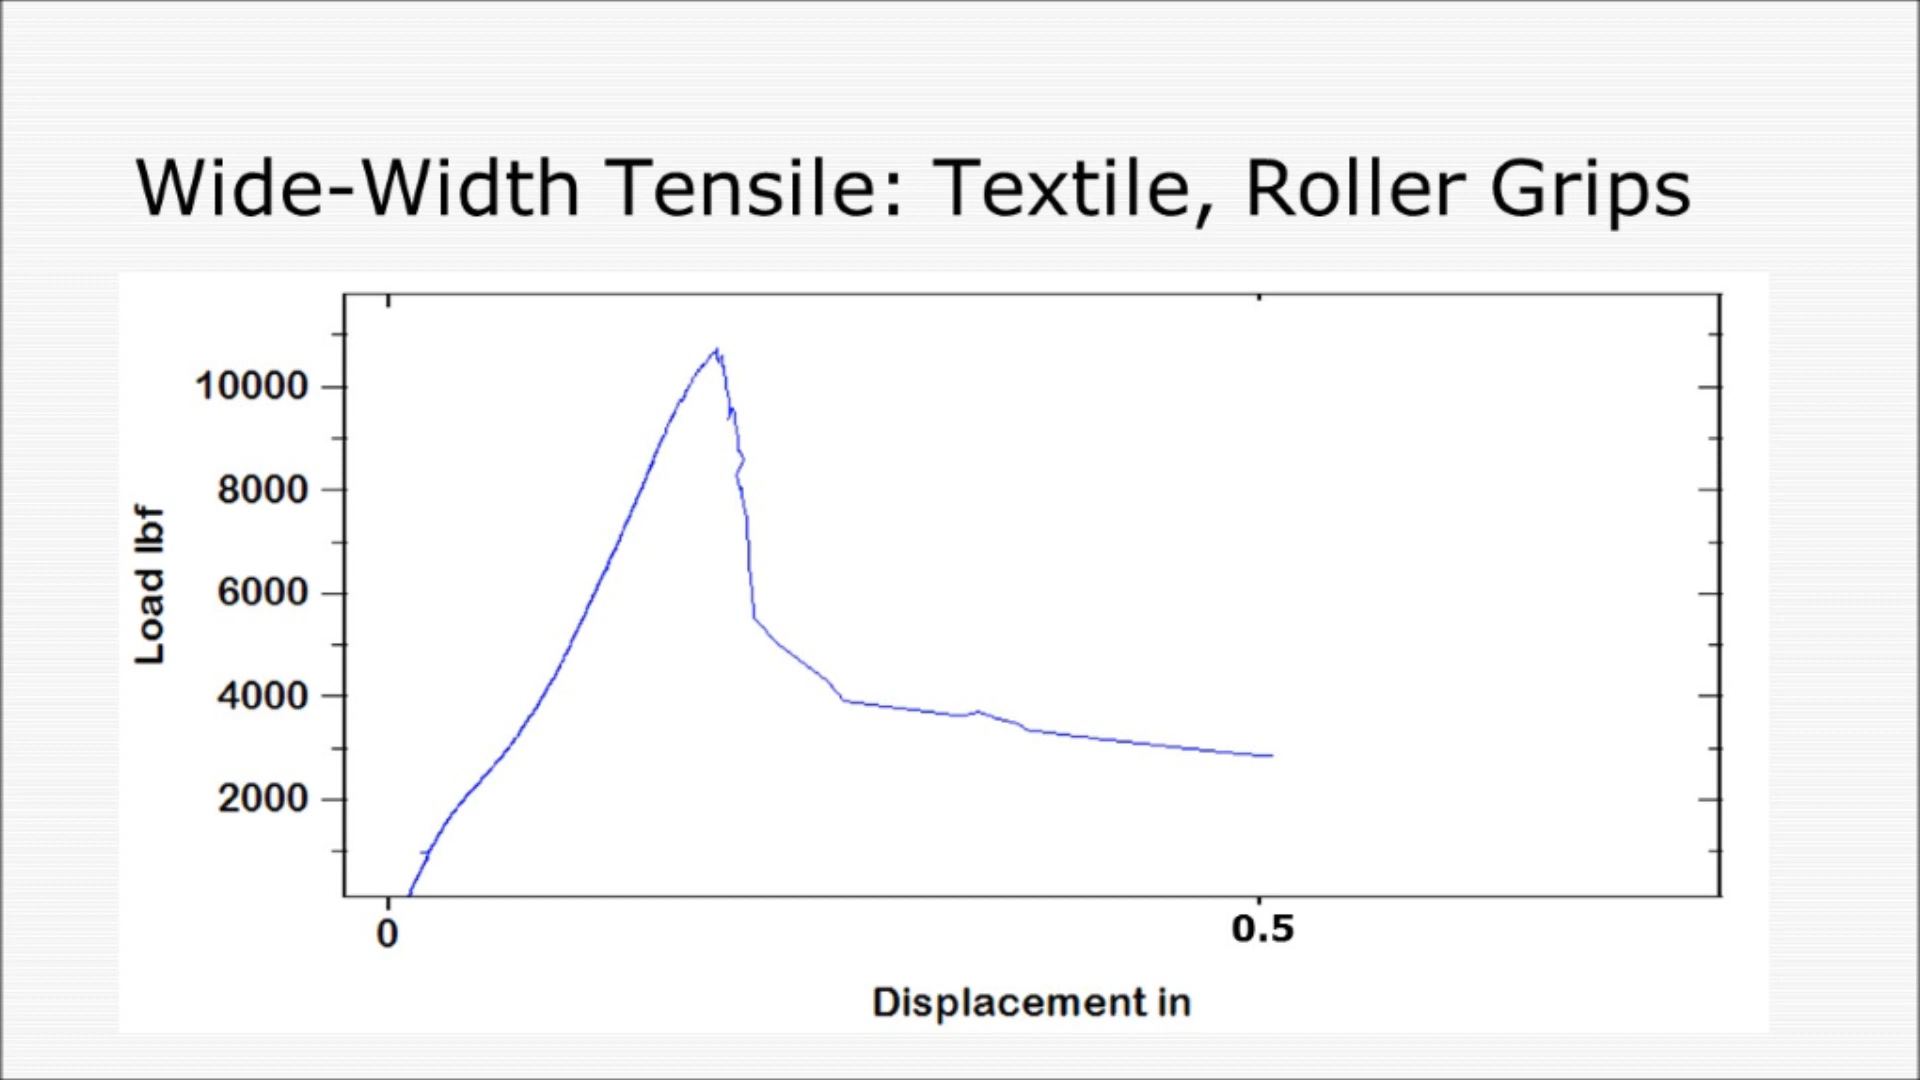 Wide-Width Tensile: Textile, Roller Grips
10000
8000
6000
4000
2000
Load lbf
0
0.5
Displacement in